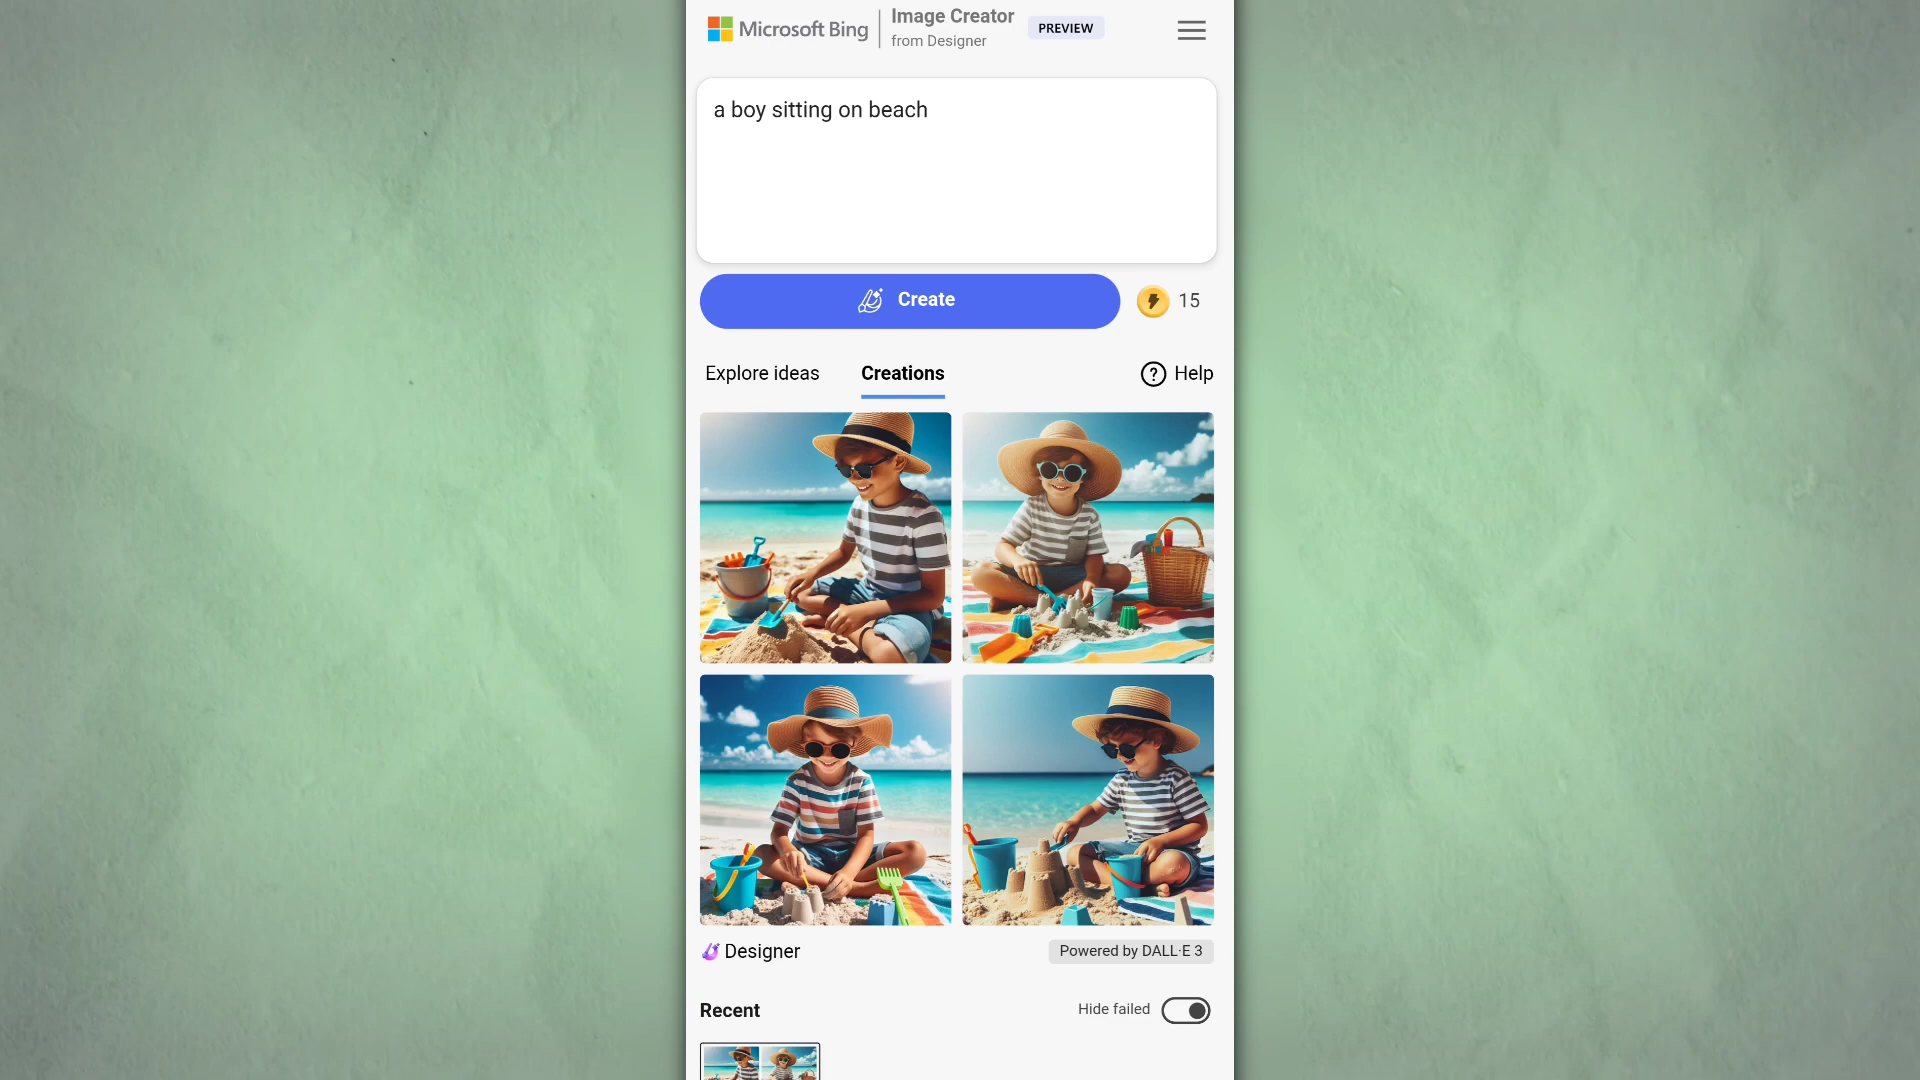 Microsoft Bing
Image Creator
from Designer
PREVIEW
a boy sitting on beach
Create
15
Explore ideas
Creations
? Help
Designer
Powered by DALL·E 3
Recent
Hide failed